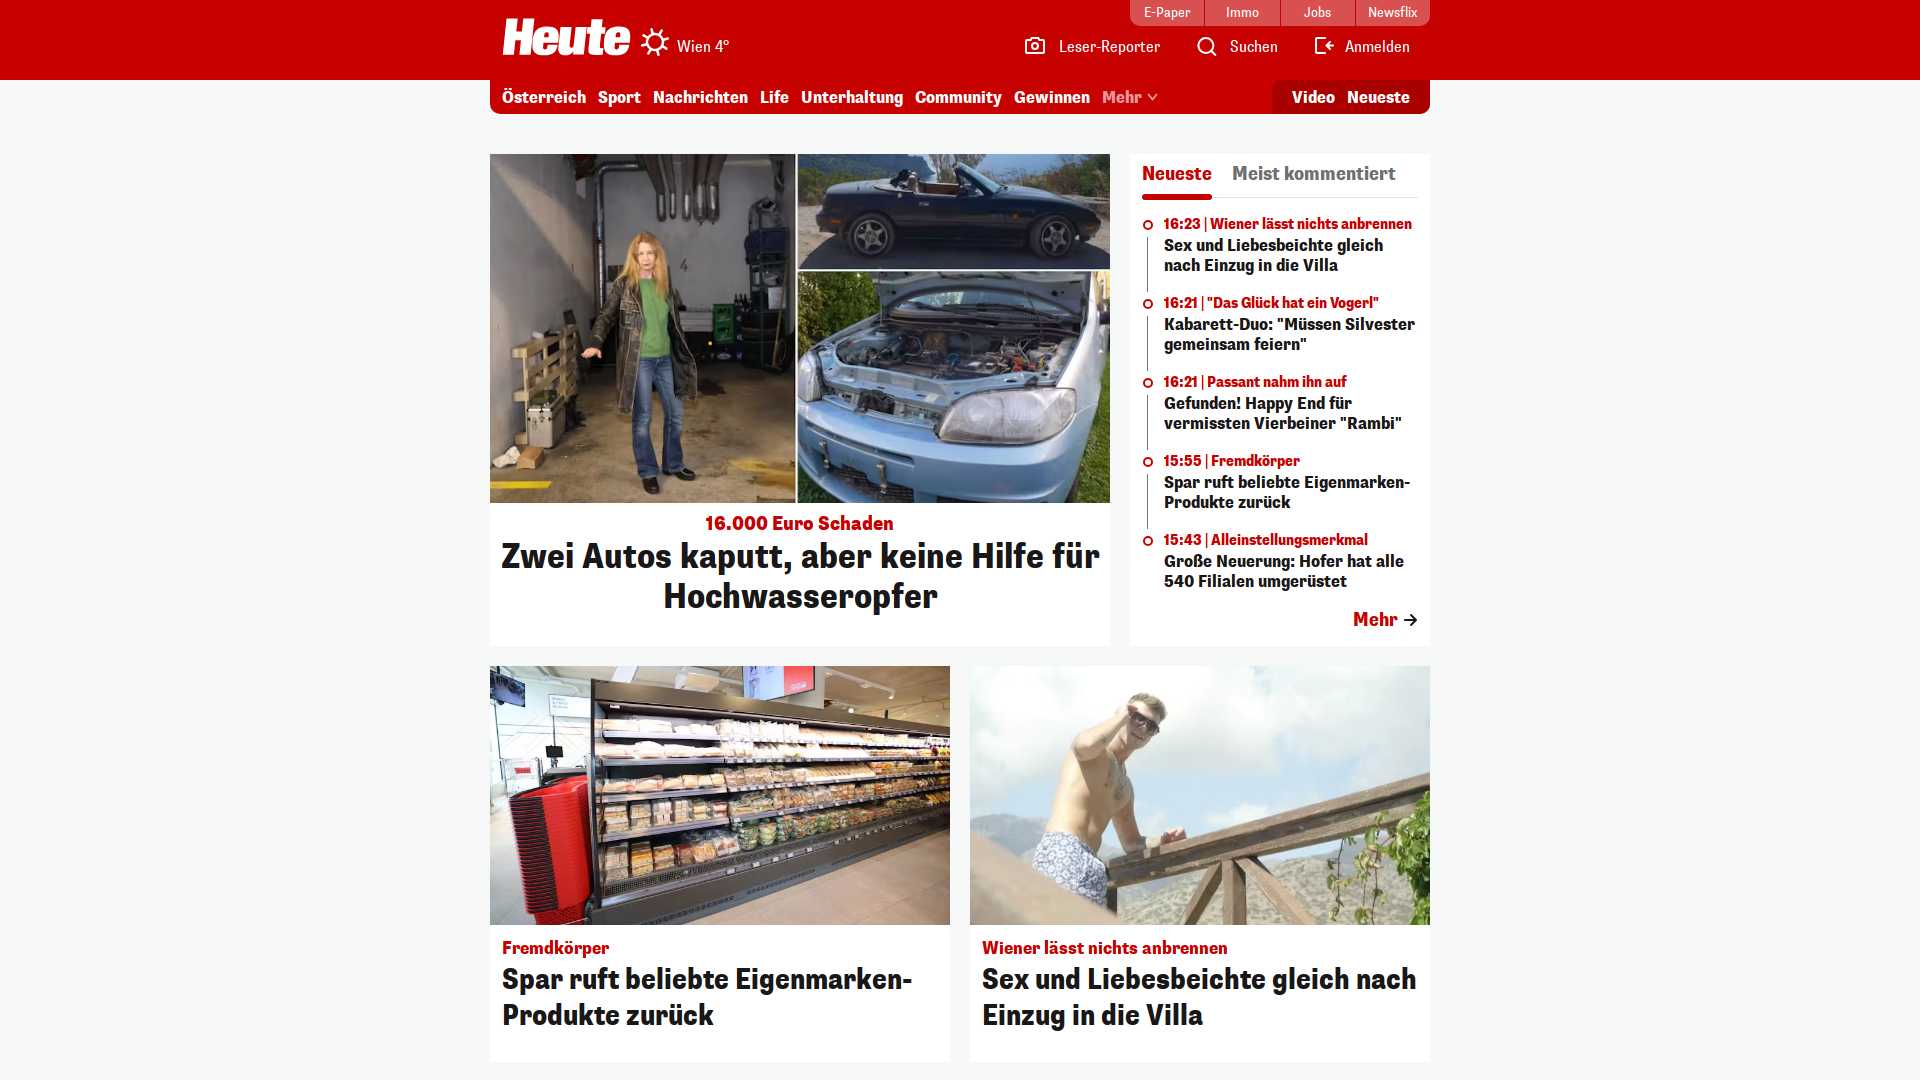 E-Paper
Immo
Jobs
Newsflix
Heute
Wien 4°
Leser-Reporter
Suchen
Anmelden
Österreich
Sport
Nachrichten
Life
Unterhaltung
Community
Gewinnen
Mehr
Video
Neueste
16.000 Euro Schaden
Zwei Autos kaputt, aber keine Hilfe für
Hochwasseropfer
Neueste
Meist kommentiert
16:23 | Wiener lässt nichts anbrennen
Sex und Liebesbeichte gleich
nach Einzug in die Villa
16:21 | "Das Glück hat ein Vogerl"
Kabarett-Duo: "Müssen Silvester
gemeinsam feiern"
16:21 | Passant nahm ihn auf
Gefunden! Happy End für
vermissten Vierbeiner "Rambi"
15:55 | Fremdkörper
Spar ruft beliebte Eigenmarken-
Produkte zurück
15:43 | Alleinstellungsmerkmal
Große Neuerung: Hofer hat alle
540 Filialen umgerüstet
Mehr
Fremdkörper
Spar ruft beliebte Eigenmarken-
Produkte zurück
Wiener lässt nichts anbrennen
Sex und Liebesbeichte gleich nach
Einzug in die Villa